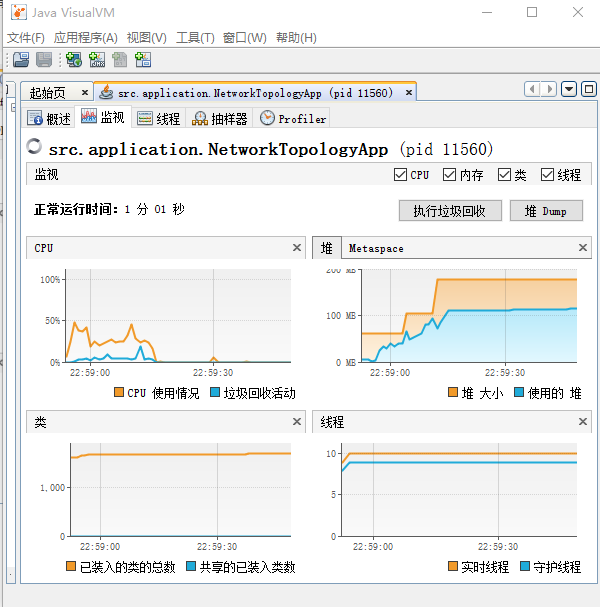 Java VisualVM
文件(F) 应用程序(A) 视图(V) 工具(T) 窗口(W) 帮助(H)
起始页 src.application.NetworkTopologyApp (pid 11560)
概述 监视 线程 抽样器 Profiler
src.application.NetworkTopologyApp (pid 11560)
监视 CPU 内存 类 线程
正常运行时间: 1 分 01 秒 执行垃圾回收 堆 Dump
CPU
100%
50%
0%
22:59:00 22:59:30
CPU 使用情况 垃圾回收活动
堆 Metaspace
200 MB
100 MB
0 MB
22:59:00 22:59:30
堆 大小 使用的 堆
类
1,000
0
22:59:00 22:59:30
已装入的类的总数 共享的已装入类数
线程
10
5
0
22:59:00 22:59:30
实时线程 守护线程